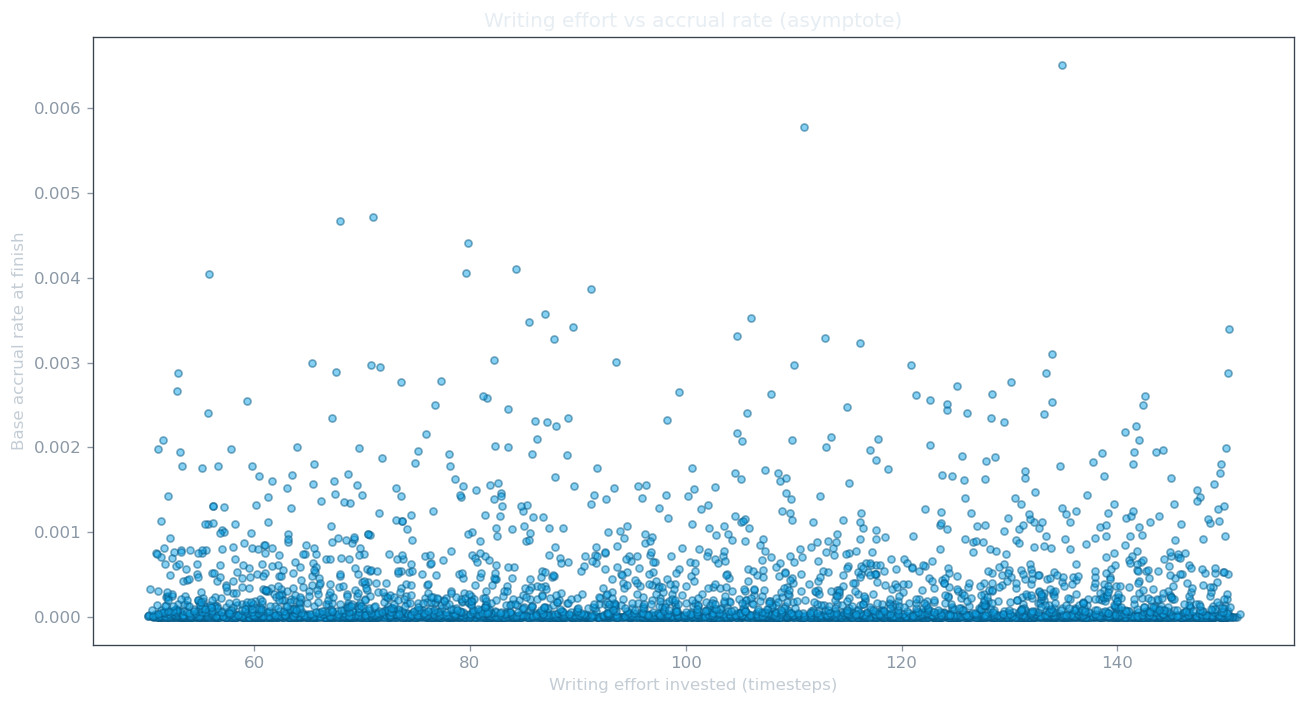 Writing effort vs accrual rate (asymptote)
Base accrual rate at finish
0.006
0.005
0.004
0.003
0.002
0.001
0.000
60 80 100 120 140
Writing effort invested (timesteps)